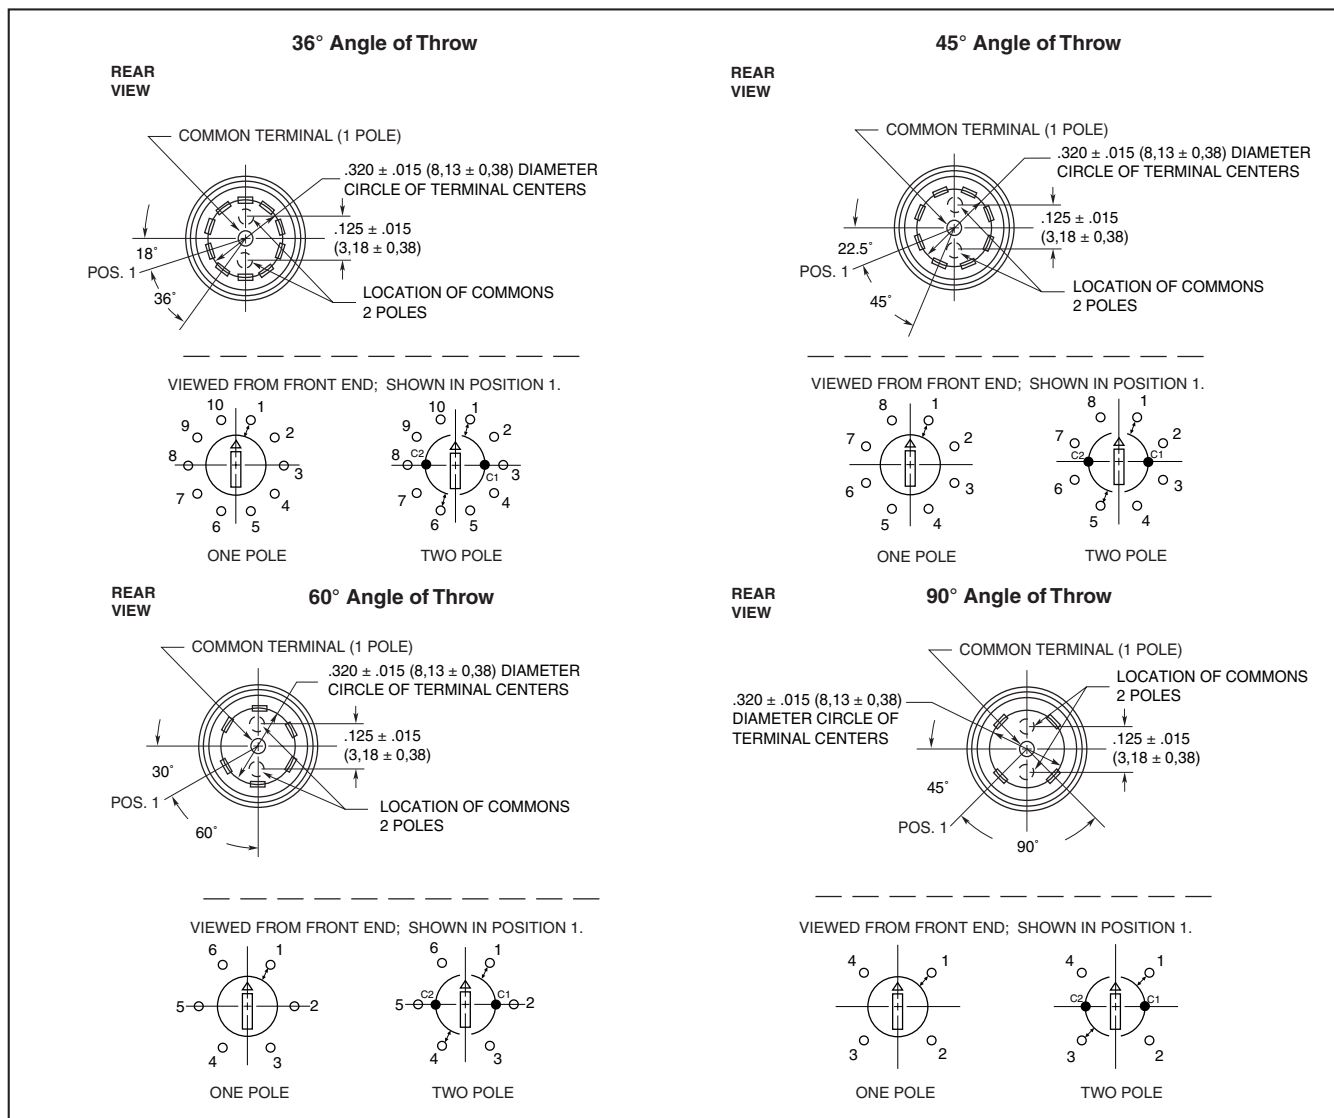 36° Angle of Throw
REAR
VIEW
COMMON TERMINAL (1 POLE)
.320 ± .015 (8,13 ± 0,38) DIAMETER
CIRCLE OF TERMINAL CENTERS
.125 ± .015
(3,18 ± 0,38)
18°
POS. 1
36°
LOCATION OF COMMONS
2 POLES
VIEWED FROM FRONT END; SHOWN IN POSITION 1.
10 1
9 2
8 3
7 4
6 5
ONE POLE
10 1
9 2
C2
8 3
C1
7 4
6 5
TWO POLE
45° Angle of Throw
REAR
VIEW
COMMON TERMINAL (1 POLE)
.320 ± .015 (8,13 ± 0,38) DIAMETER
CIRCLE OF TERMINAL CENTERS
.125 ± .015
(3,18 ± 0,38)
22.5°
POS. 1
45°
LOCATION OF COMMONS
2 POLES
VIEWED FROM FRONT END; SHOWN IN POSITION 1.
8 1
7 2
6 3
5 4
ONE POLE
8 1
7 2
C2 C1
6 3
5 4
TWO POLE
REAR
VIEW
60° Angle of Throw
COMMON TERMINAL (1 POLE)
.320 ± .015 (8,13 ± 0,38) DIAMETER
CIRCLE OF TERMINAL CENTERS
.125 ± .015
(3,18 ± 0,38)
30°
POS. 1
60°
LOCATION OF COMMONS
2 POLES
VIEWED FROM FRONT END; SHOWN IN POSITION 1.
6 1
5 2
4 3
ONE POLE
6 1
C2 C1
5 2
4 3
TWO POLE
REAR
VIEW
90° Angle of Throw
COMMON TERMINAL (1 POLE)
LOCATION OF COMMONS
2 POLES
.320 ± .015 (8,13 ± 0,38)
DIAMETER CIRCLE OF
TERMINAL CENTERS
.125 ± .015
(3,18 ± 0,38)
45°
POS. 1
90°
VIEWED FROM FRONT END; SHOWN IN POSITION 1.
4 1
3 2
ONE POLE
4 1
C2 C1
3 2
TWO POLE